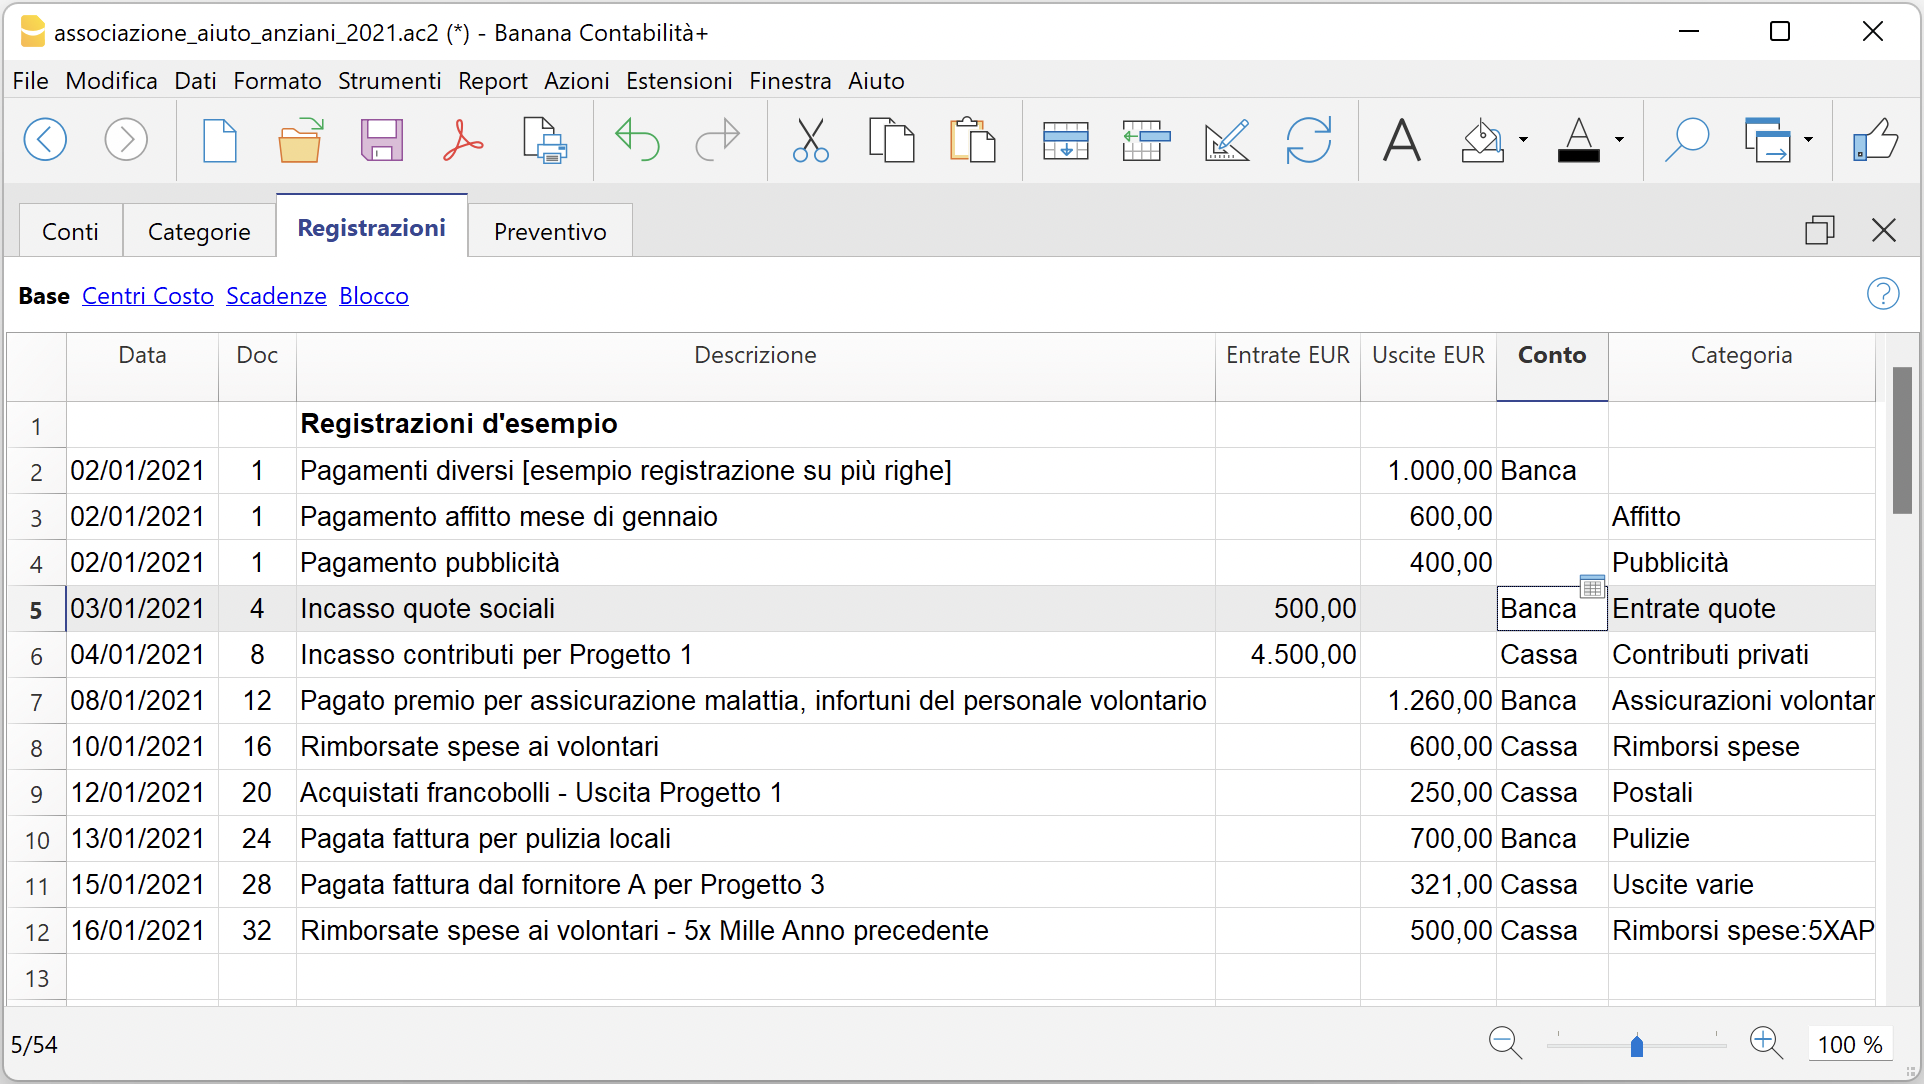 associazione_aiuto_anziani_2021.ac2 (*) - Banana Contabilità+
File Modifica Dati Formato Strumenti Report Azioni Estensioni Finestra Aiuto
Conti Categorie Registrazioni Preventivo
Base Centri Costo Scadenze Blocco
Data Doc Descrizione Entrate EUR Uscite EUR Conto Categoria
1 Registrazioni d'esempio
2 02/01/2021 1 Pagamenti diversi [esempio registrazione su più righe] 1.000,00 Banca
3 02/01/2021 1 Pagamento affitto mese di gennaio 600,00 Affitto
4 02/01/2021 1 Pagamento pubblicità 400,00 Pubblicità
5 03/01/2021 4 Incasso quote sociali 500,00 Banca Entrate quote
6 04/01/2021 8 Incasso contributi per Progetto 1 4.500,00 Cassa Contributi privati
7 08/01/2021 12 Pagato premio per assicurazione malattia, infortuni del personale volontario 1.260,00 Banca Assicurazioni volontar
8 10/01/2021 16 Rimborsate spese ai volontari 600,00 Cassa Rimborsi spese
9 12/01/2021 20 Acquistati francobolli - Uscita Progetto 1 250,00 Cassa Postali
10 13/01/2021 24 Pagata fattura per pulizia locali 700,00 Banca Pulizie
11 15/01/2021 28 Pagata fattura dal fornitore A per Progetto 3 321,00 Cassa Uscite varie
12 16/01/2021 32 Rimborsate spese ai volontari - 5x Mille Anno precedente 500,00 Cassa Rimborsi spese:5XAP
13
5/54 100 %